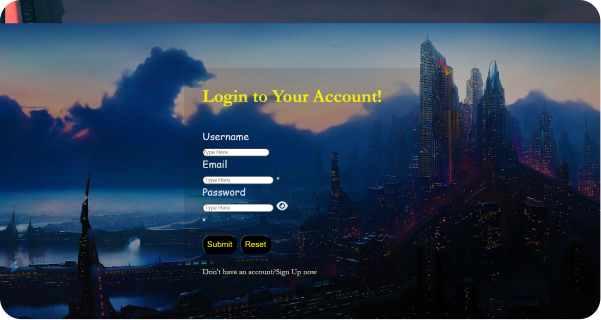 Login to Your Account!
Username
Type Here
Email
Type Here *
Password
Type Here
*
Submit Reset
Don't have an account/Sign Up now